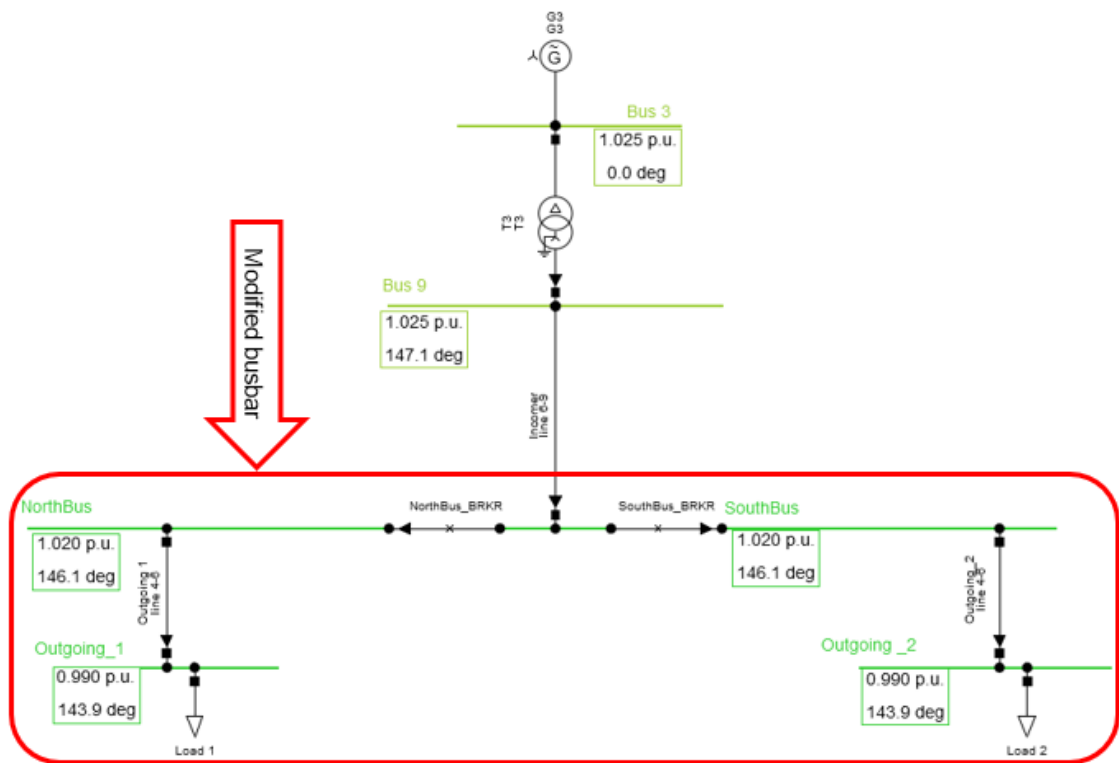 G3
G3
G̃
Bus 3
1.025 p.u.
0.0 deg
T3
T3
Bus 9
1.025 p.u.
147.1 deg
Modified busbar
Incomer
line 6-9
NorthBus
NorthBus_BRKR
SouthBus_BRKR
SouthBus
1.020 p.u.
146.1 deg
1.020 p.u.
146.1 deg
Outgoing 1
line 4-6
Outgoing_2
line 4-6
Outgoing_1
0.990 p.u.
143.9 deg
Outgoing _2
0.990 p.u.
143.9 deg
Load 1
Load 2